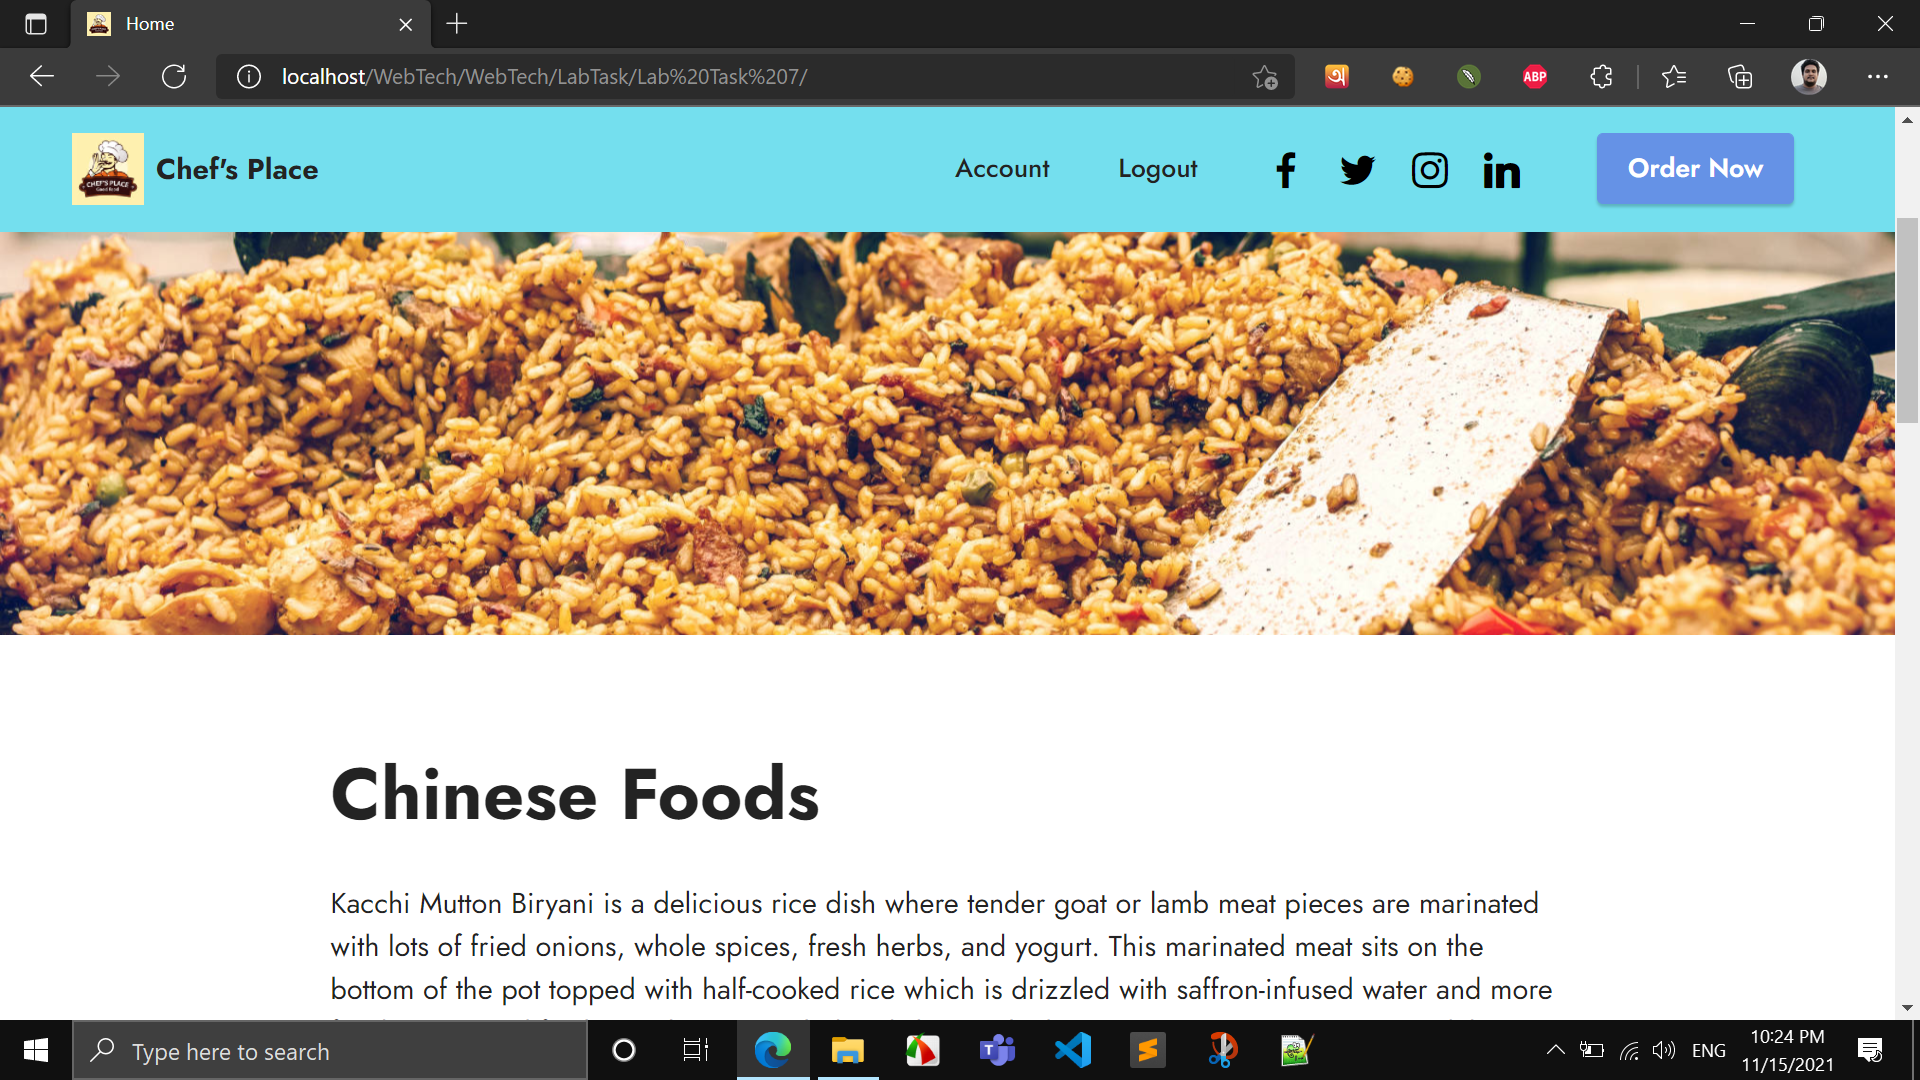 Home
localhost/WebTech/WebTech/LabTask/Lab%20Task%207/
ABP
CHEF'S PLACE
Chef's Place
Account
Logout
Order Now
Chinese Foods
Kacchi Mutton Biryani is a delicious rice dish where tender goat or lamb meat pieces are marinated
with lots of fried onions, whole spices, fresh herbs, and yogurt. This marinated meat sits on the
bottom of the pot topped with half-cooked rice which is drizzled with saffron-infused water and more
Type here to search
ENG
10:24 PM
11/15/2021